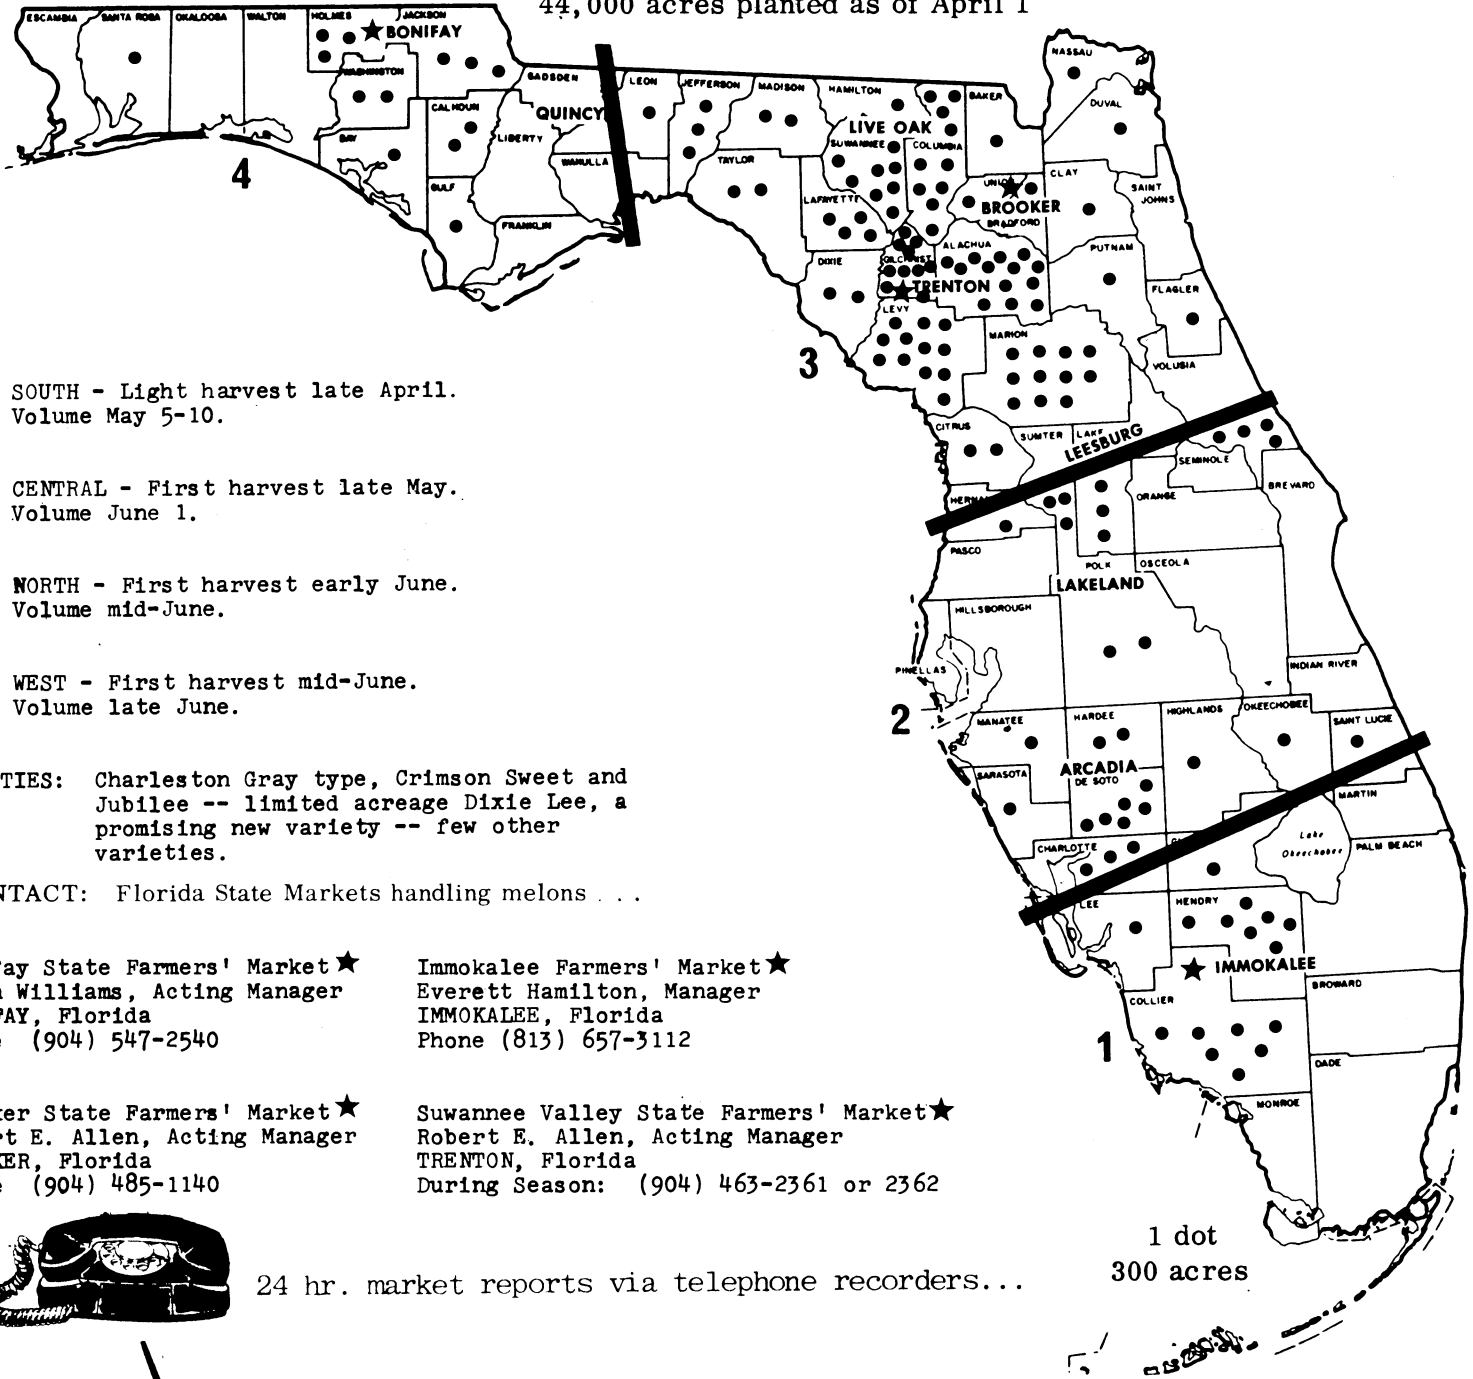 44,000 acres planted as of April 1
ESCAMBIA
SANTA ROSA
OKALOOSA
WALTON
HOLMES
JACKSON
BONIFAY
WASHINGTON
BAY
CALHOUN
GULF
GADSDEN
QUINCY
LIBERTY
WAKULLA
FRANKLIN
LEON
JEFFERSON
MADISON
TAYLOR
HAMILTON
LIVE OAK
SUWANNEE
COLUMBIA
LAFAYETTE
DIXIE
BAKER
NASSAU
DUVAL
UNION
BROOKER
BRADFORD
CLAY
SAINT
JOHNS
ALACHUA
GILCHRIST
TRENTON
LEVY
PUTNAM
FLAGLER
MARION
VOLUSIA
4
3
SOUTH - Light harvest late April.
Volume May 5-10.
CENTRAL - First harvest late May.
Volume June 1.
NORTH - First harvest early June.
Volume mid-June.
WEST - First harvest mid-June.
Volume late June.
CITRUS
SUMTER
LAKE
LEESBURG
SEMINOLE
HERNA
ORANGE
BREVARD
PASCO
POLK
OSCEOLA
LAKELAND
HILLSBOROUGH
PINELLAS
INDIAN RIVER
2
MANATEE
HARDEE
HIGHLANDS
OKEECHOBEE
SAINT LUCIE
ARCADIA
SARASOTA
DE SOTO
MARTIN
CHARLOTTE
Lake
Okeechobee
PALM BEACH
LEE
HENDRY
IMMOKALEE
COLLIER
BROWARD
1
DADE
MONROE
TIES: Charleston Gray type, Crimson Sweet and
Jubilee -- limited acreage Dixie Lee, a
promising new variety -- few other
varieties.
NTACT: Florida State Markets handling melons . . .
ay State Farmers' Market ★
Williams, Acting Manager
FAY, Florida
(904) 547-2540
Immokalee Farmers' Market ★
Everett Hamilton, Manager
IMMOKALEE, Florida
Phone (813) 657-3112
er State Farmers' Market ★
rt E. Allen, Acting Manager
KER, Florida
(904) 485-1140
Suwannee Valley State Farmers' Market ★
Robert E. Allen, Acting Manager
TRENTON, Florida
During Season: (904) 463-2361 or 2362
1 dot
300 acres
24 hr. market reports via telephone recorders...